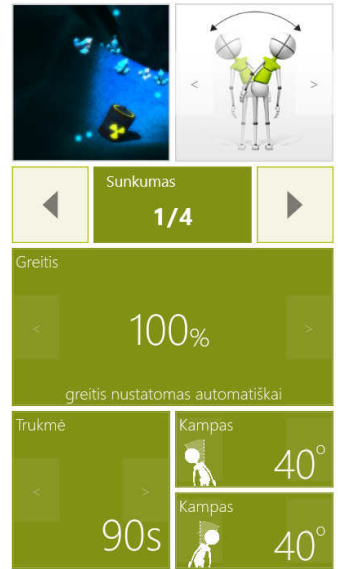 < >
Sunkumas
1/4
Greitis
< 100% >
greitis nustatomas automatiškai
Trukmė
< >
90s
Kampas
40°
Kampas
40°